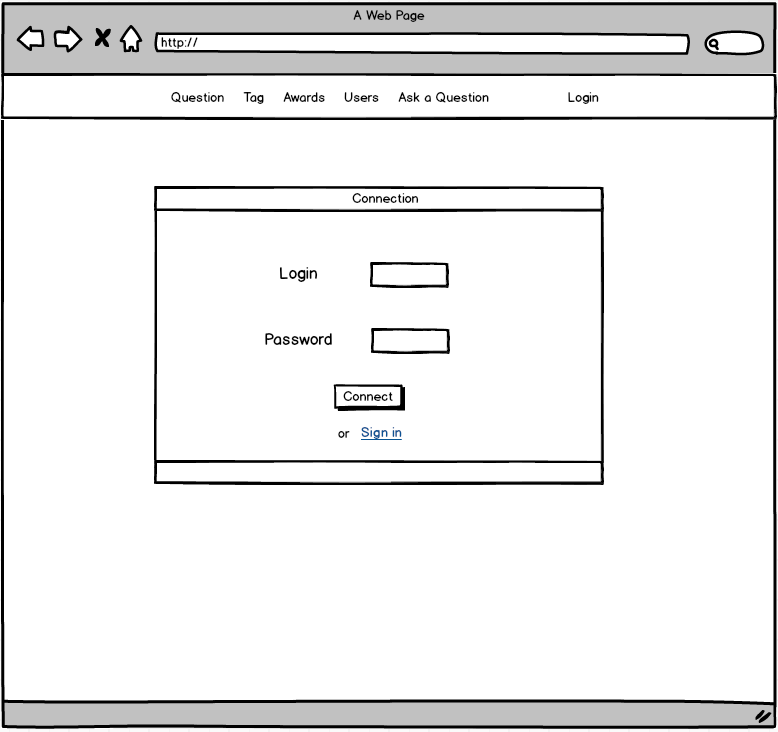 A Web Page
http://
Question Tag Awards Users Ask a Question Login
Connection
Login
Password
Connect
or Sign in